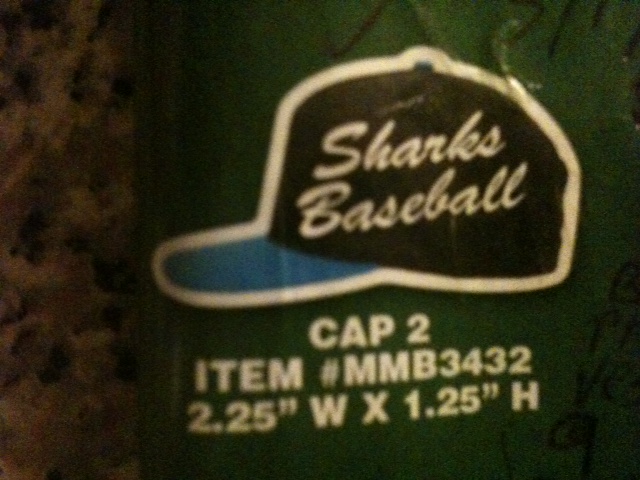 Sharks
Baseball
CAP 2
ITEM #MMB3432
2.25” W X 1.25” H